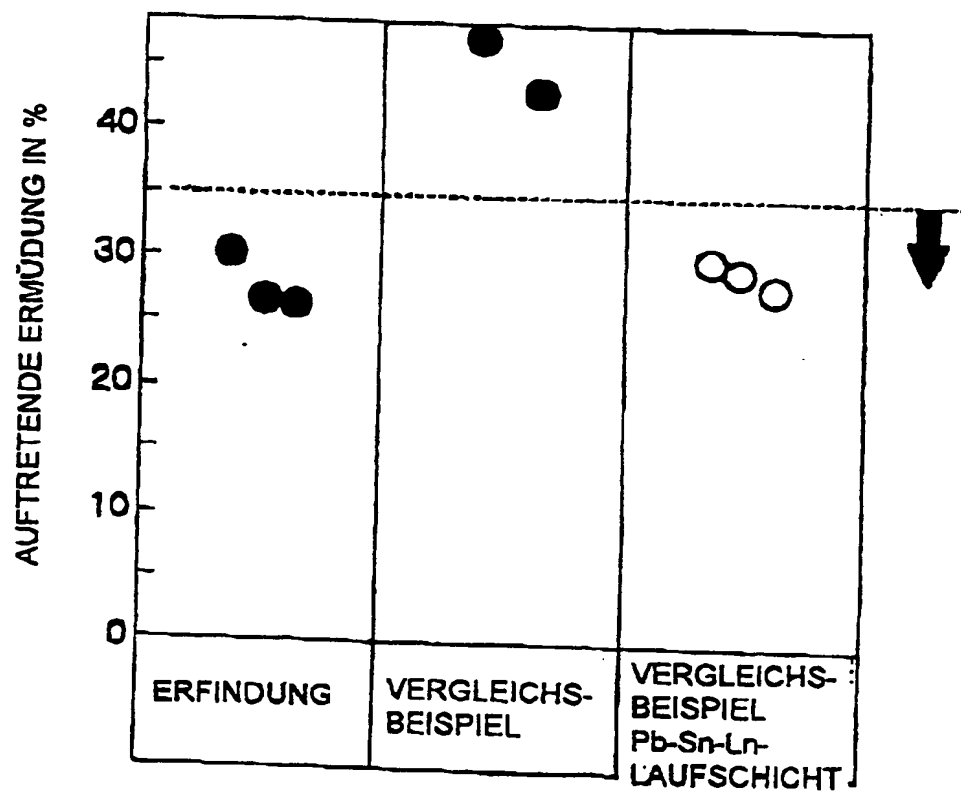 AUFTRETENDE ERMÜDUNG IN %
40
30
20
10
0
ERFINDUNG
VERGLEICHS-
BEISPIEL
VERGLEICHS-
BEISPIEL
Pb-Sn-Ln-
LAUFSCHICHT